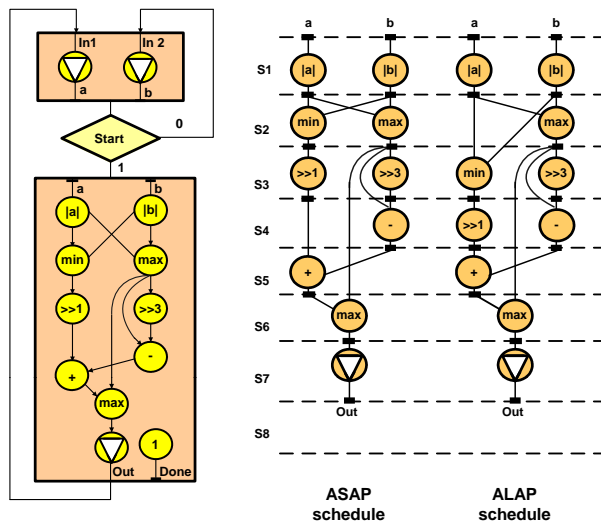 In1
In 2
a
b
Start
0
1
a
b
|a|
|b|
min
max
>>1
>>3
-
+
max
1
Out
Done
a
b
a
b
S1
|a|
|b|
|a|
|b|
S2
min
max
max
S3
>>1
>>3
min
>>3
S4
-
>>1
-
S5
+
+
S6
max
max
S7
Out
Out
S8
ASAP
schedule
ALAP
schedule